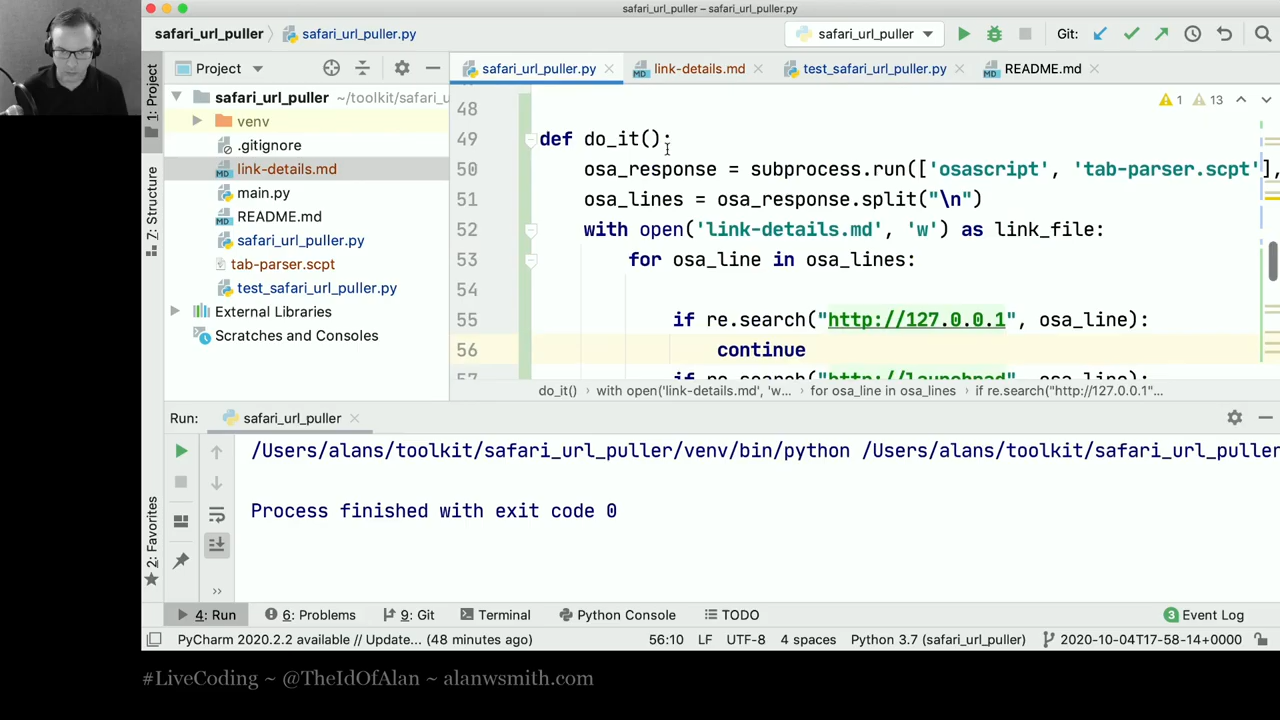 safari_url_puller – safari_url_puller.py
safari_url_puller
safari_url_puller.py
safari_url_puller
Git:
Project
safari_url_puller.py
link-details.md
test_safari_url_puller.py
README.md
1: Project
Z: Structure
2: Favorites
safari_url_puller ~/toolkit/safari_u
venv
.gitignore
link-details.md
main.py
README.md
safari_url_puller.py
tab-parser.scpt
test_safari_url_puller.py
External Libraries
Scratches and Consoles
1 13
48
49 def do_it():
50 osa_response = subprocess.run(['osascript', 'tab-parser.scpt'],
51 osa_lines = osa_response.split("\n")
52 with open('link-details.md', 'w') as link_file:
53 for osa_line in osa_lines:
54
55 if re.search("http://127.0.0.1", osa_line):
56 continue
57 if re.search("http://launchpad", osa_line):
do_it() with open('link-details.md', 'w... for osa_line in osa_lines if re.search("http://127.0.0.1"...
Run: safari_url_puller
/Users/alans/toolkit/safari_url_puller/venv/bin/python /Users/alans/toolkit/safari_url_puller
Process finished with exit code 0
4: Run 6: Problems 9: Git Terminal Python Console TODO 3 Event Log
PyCharm 2020.2.2 available // Update... (48 minutes ago) 56:10 LF UTF-8 4 spaces Python 3.7 (safari_url_puller) 2020-10-04T17-58-14+0000
#LiveCoding ~ @TheIdOfAlan ~ alanwsmith.com